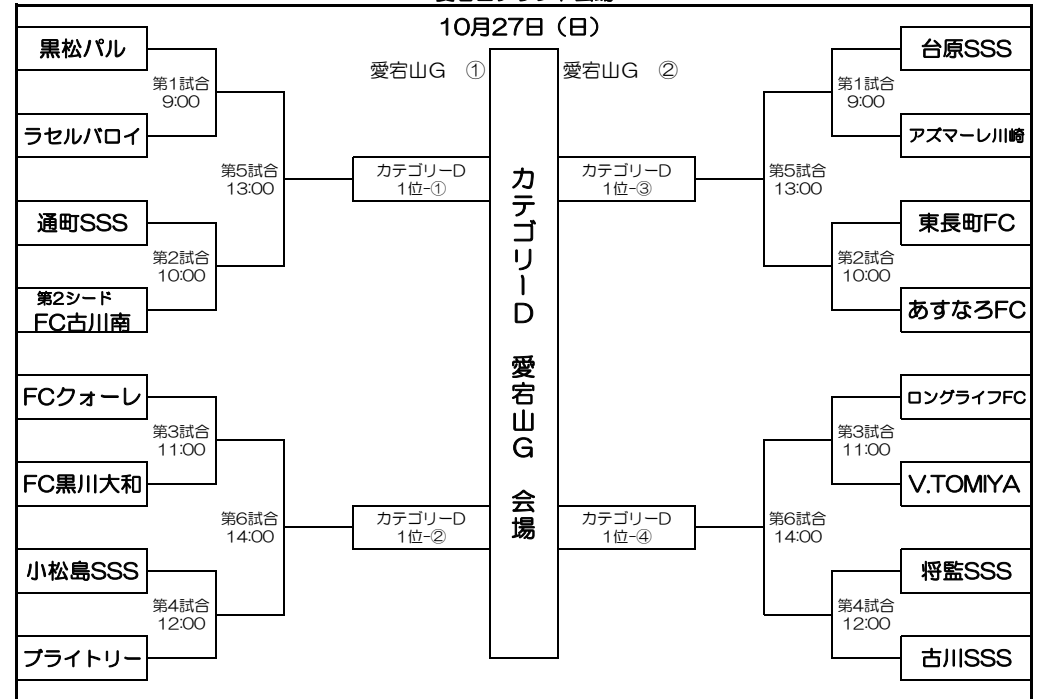 10月27日（日）
愛宕山G　①
愛宕山G　②
黒松パル
第1試合
9:00
ラセルバロイ
第5試合
13:00
通町SSS
第2試合
10:00
第2シード
FC古川南
カテゴリーD
1位-①
FCクォーレ
第3試合
11:00
FC黒川大和
第6試合
14:00
小松島SSS
第4試合
12:00
ブライトリー
カテゴリーD
1位-②
カテゴリーD　愛宕山G　会場
カテゴリーD
1位-③
台原SSS
第1試合
9:00
アズマーレ川崎
第5試合
13:00
東長町FC
第2試合
10:00
あすなろFC
カテゴリーD
1位-④
ロングライフFC
第3試合
11:00
V.TOMIYA
第6試合
14:00
将監SSS
第4試合
12:00
古川SSS